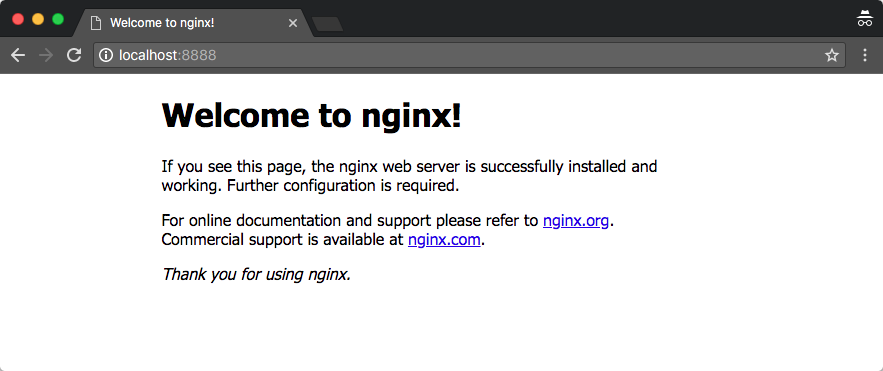 Welcome to nginx!
localhost:8888
Welcome to nginx!
If you see this page, the nginx web server is successfully installed and
working. Further configuration is required.
For online documentation and support please refer to nginx.org.
Commercial support is available at nginx.com.
Thank you for using nginx.